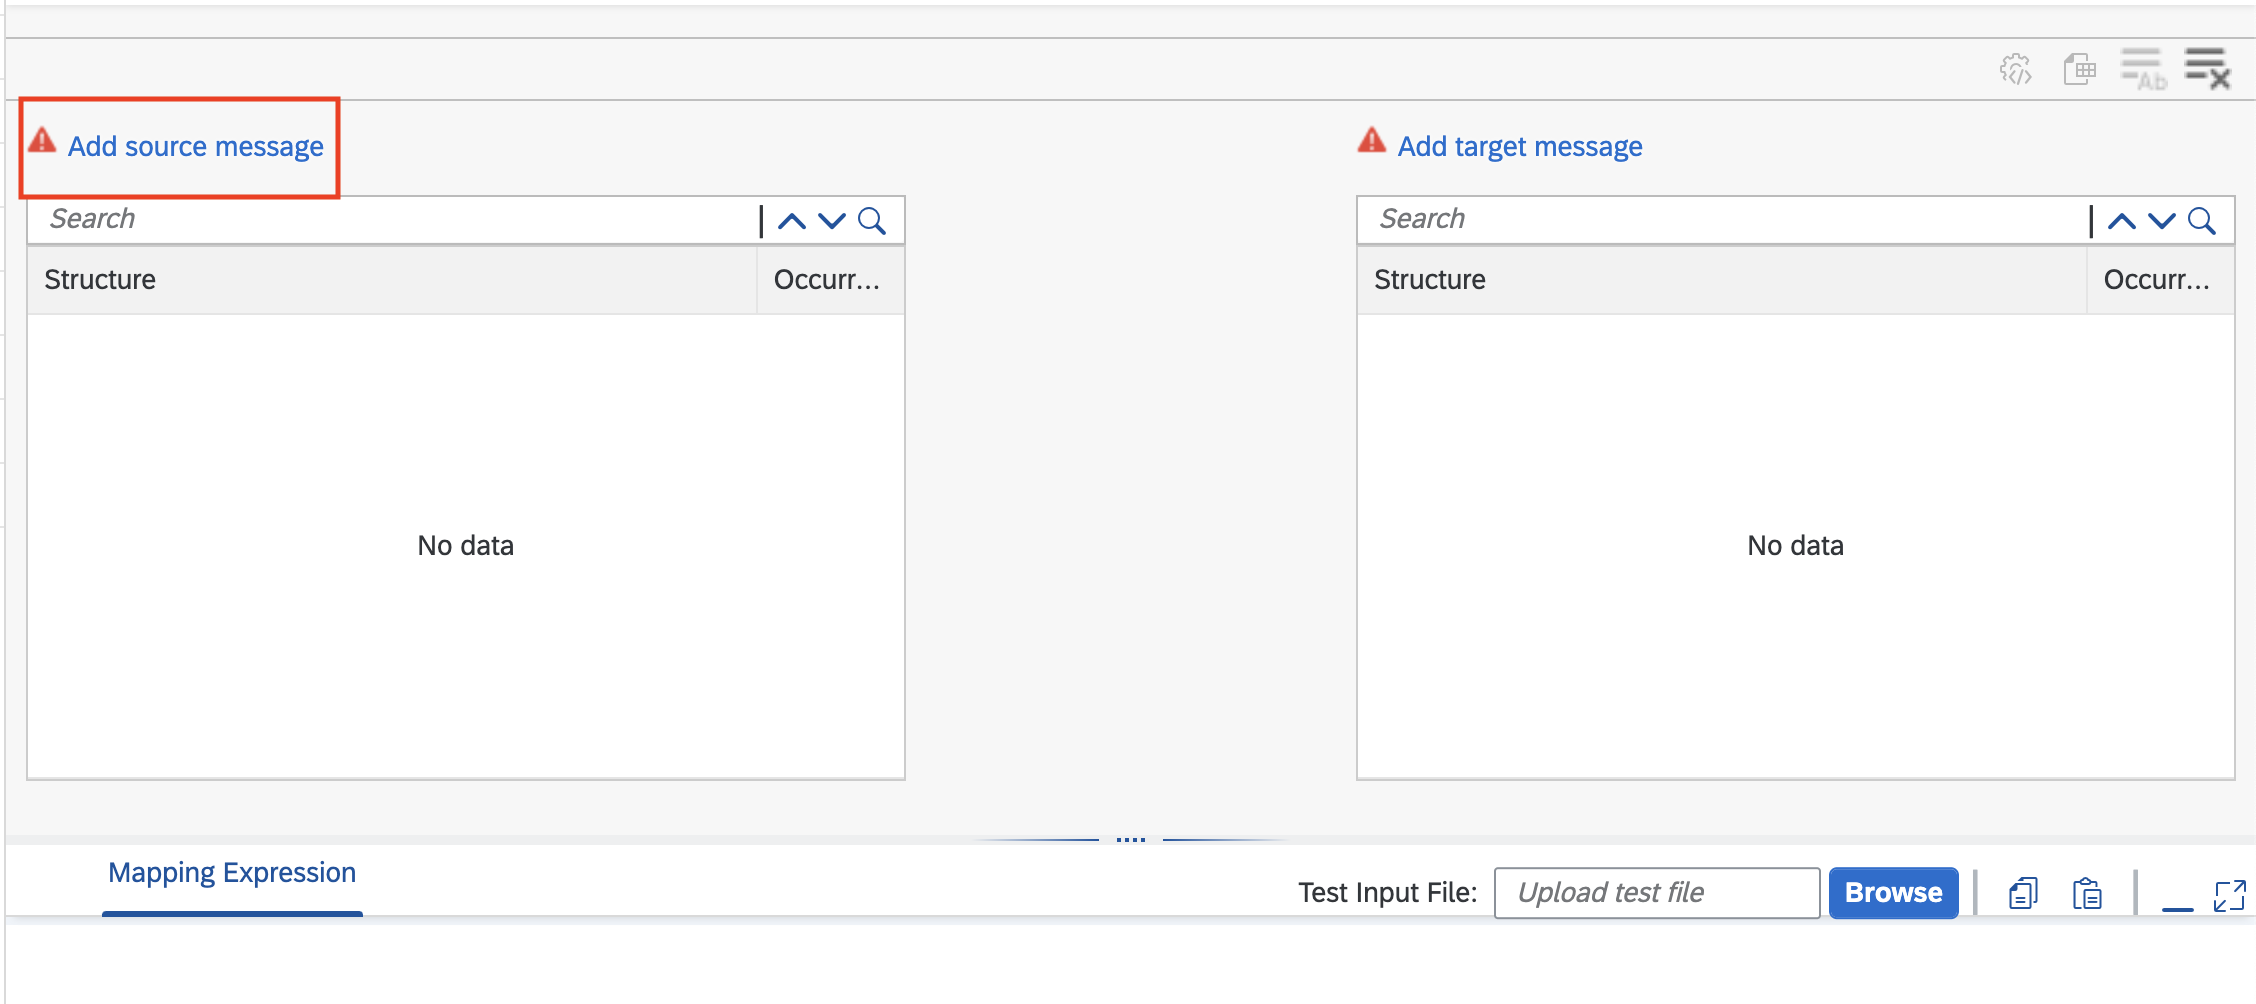 Ab
Add source message
Add target message
Search
Search
Structure
Occurr...
Structure
Occurr...
No data
No data
Mapping Expression
Test Input File:
Upload test file
Browse